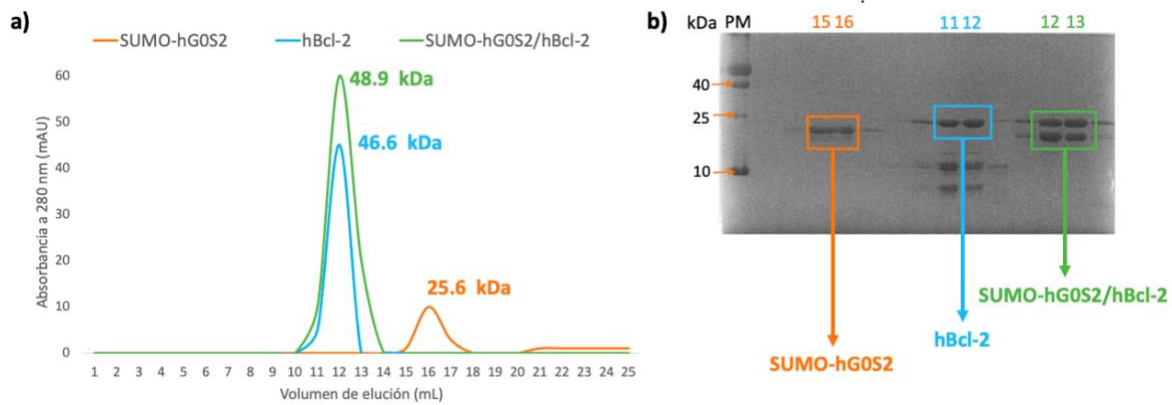 a)
SUMO-hG0S2 hBcl-2 SUMO-hG0S2/hBcl-2
Absorbancia a 280 nm (mAU)
60
50
40
30
20
10
0
48.9 kDa
46.6 kDa
25.6 kDa
1 2 3 4 5 6 7 8 9 10 11 12 13 14 15 16 17 18 19 20 21 22 23 24 25
Volumen de elución (mL)
b)
kDa PM 15 16 11 12 12 13
40
25
10
SUMO-hG0S2/hBcl-2
hBcl-2
SUMO-hG0S2